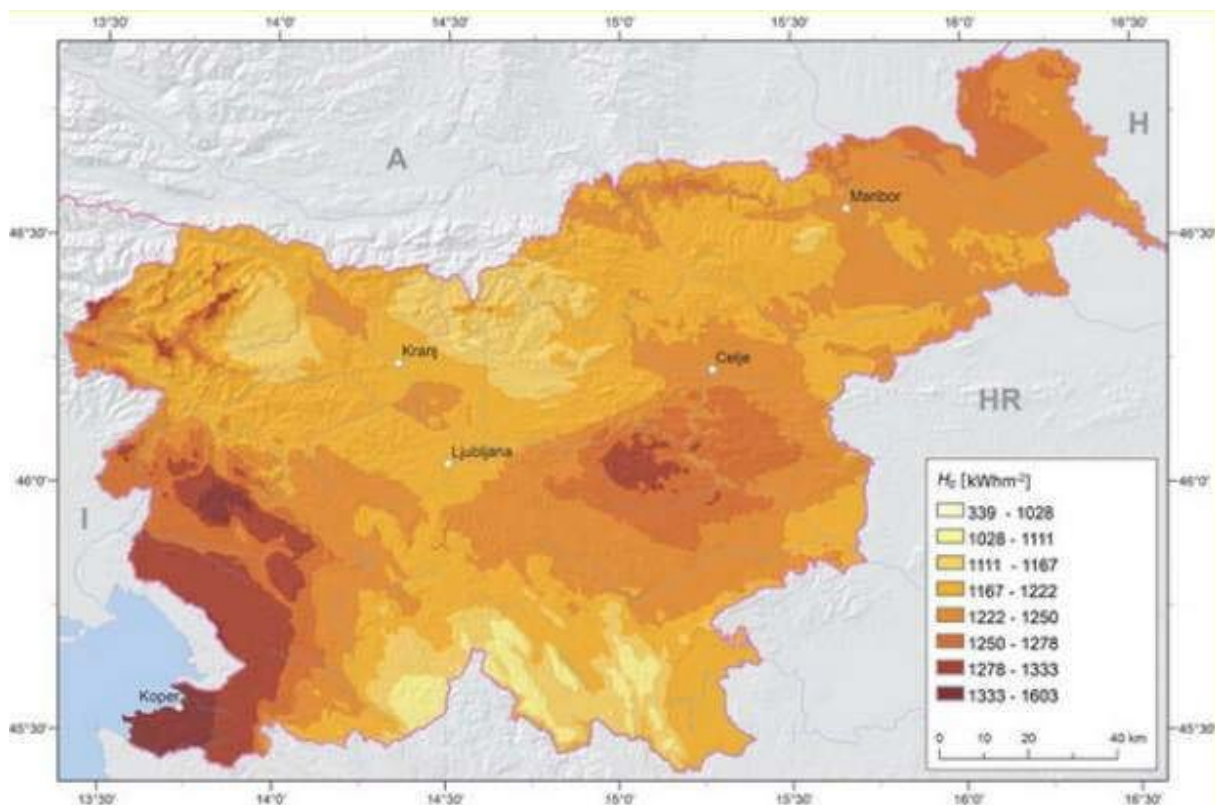 13°30' 14°0' 14°30' 15°0' 15°30' 16°0' 16°30'
A
H
Maribor
46°30' 46°30'
Kranj
Celje
HR
Ljubljana
46°0' 46°0'
I
H [kWhm-2]
339 - 1028
1028 - 1111
1111 - 1167
1167 - 1222
1222 - 1250
1250 - 1278
1278 - 1333
1333 - 1603
Koper
45°30' 45°30'
0 10 20 40 km
13°30' 14°0' 14°30' 15°0' 15°30' 16°0' 16°30'